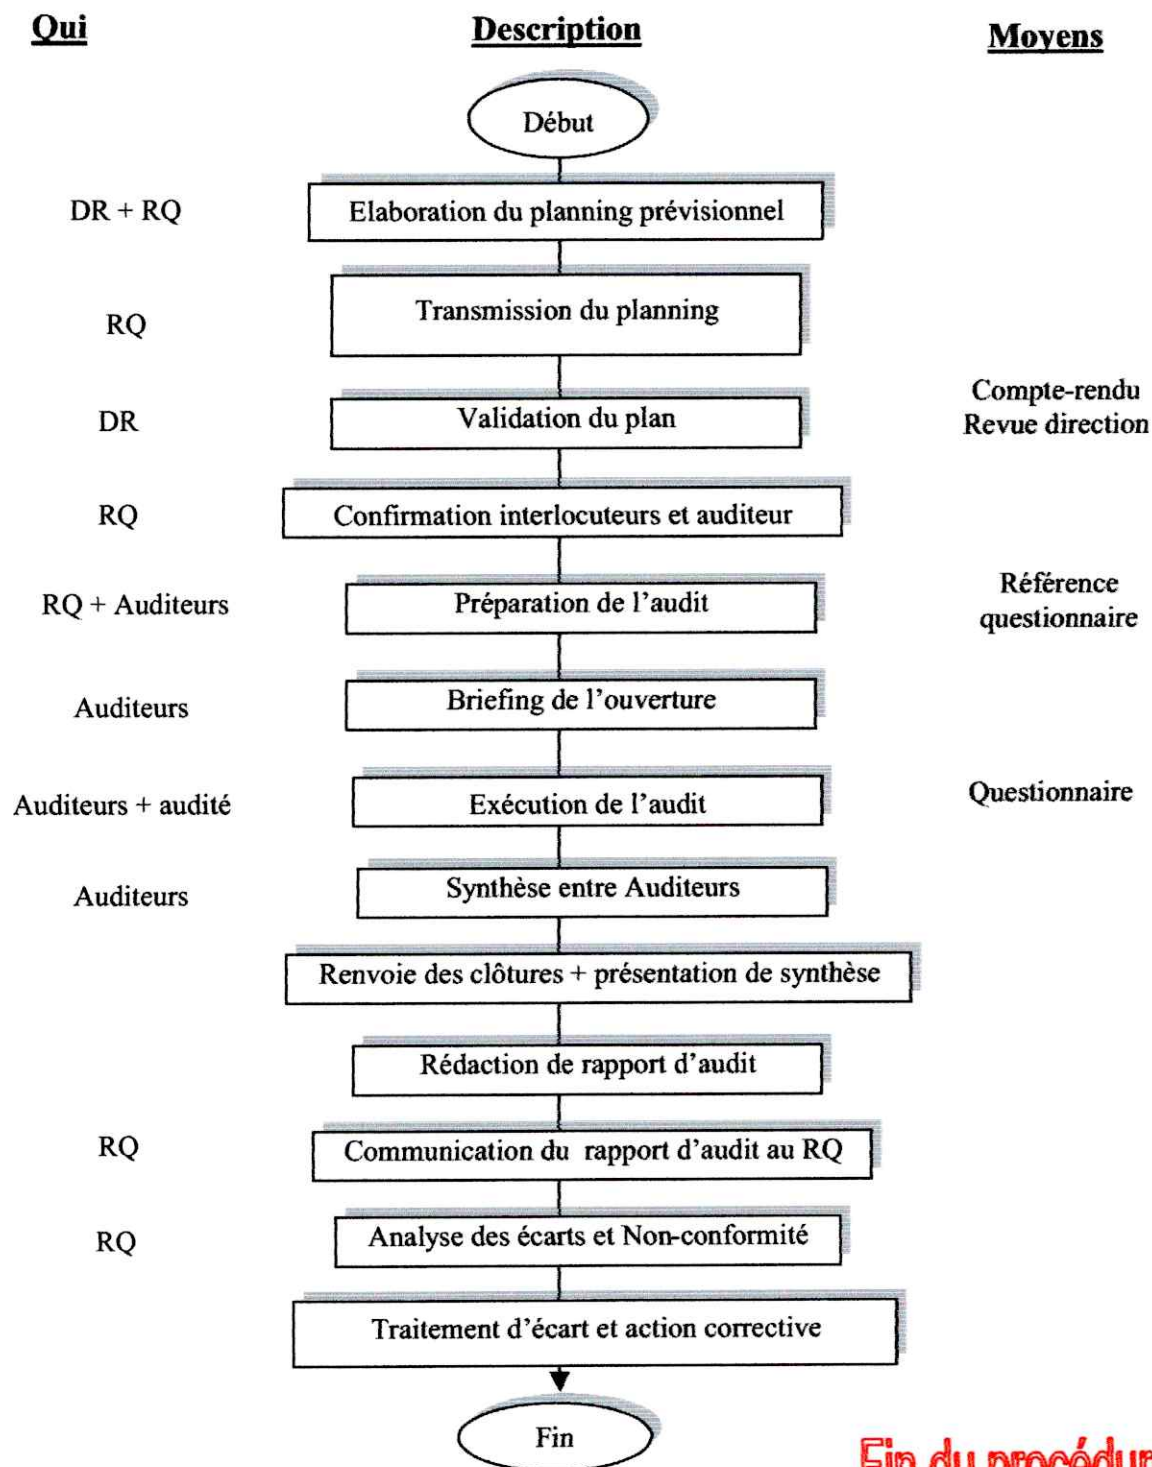 Qui
Description
Moyens
Début
DR + RQ
Elaboration du planning prévisionnel
RQ
Transmission du planning
DR
Validation du plan
Compte-rendu
Revue direction
RQ
Confirmation interlocuteurs et auditeur
RQ + Auditeurs
Préparation de l'audit
Référence
questionnaire
Auditeurs
Briefing de l'ouverture
Auditeurs + audité
Exécution de l'audit
Questionnaire
Auditeurs
Synthèse entre Auditeurs
Renvoie des clôtures + présentation de synthèse
Rédaction de rapport d'audit
RQ
Communication du rapport d'audit au RQ
RQ
Analyse des écarts et Non-conformité
Traitement d'écart et action corrective
Fin
Fin du procédur